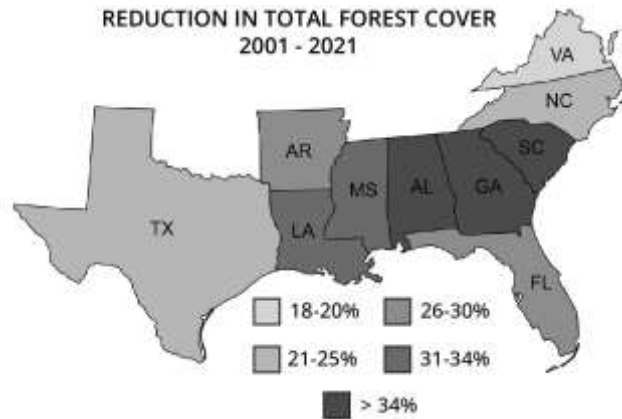 REDUCTION IN TOTAL FOREST COVER
2001 - 2021
VA
NC
AR
SC
MS
AL
GA
TX
LA
FL
18-20%
26-30%
21-25%
31-34%
> 34%